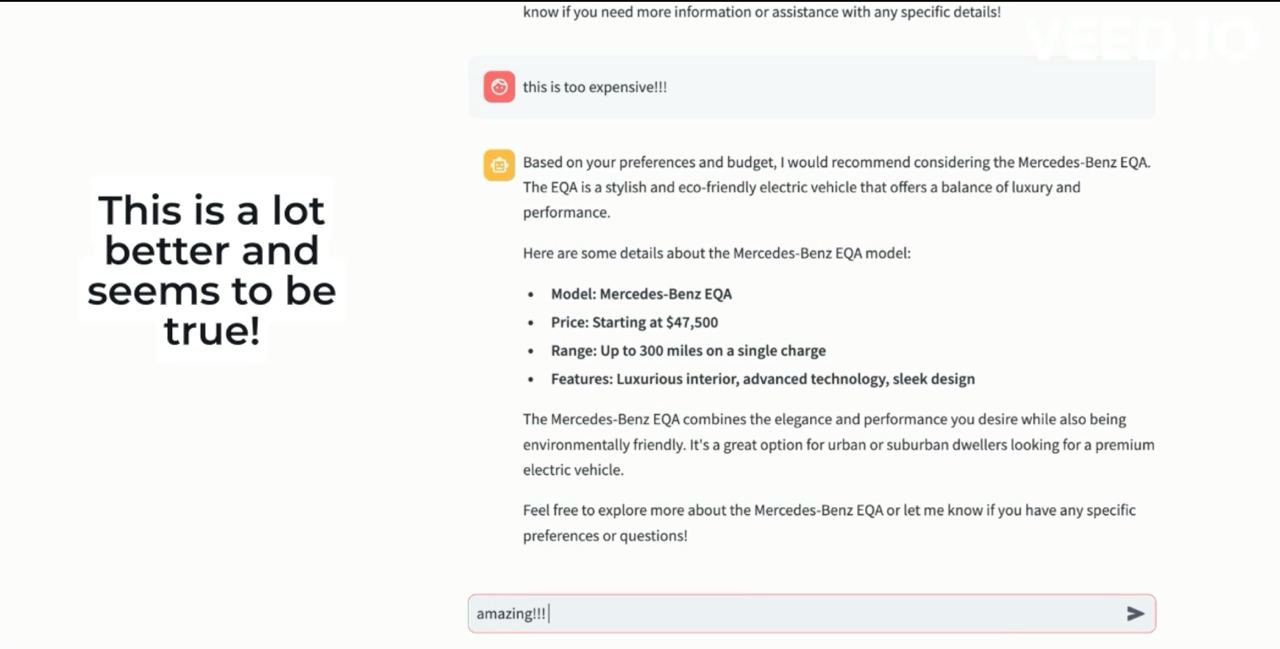 know if you need more information or assistance with any specific details!
VEED.IO
this is too expensive!!!
Based on your preferences and budget, I would recommend considering the Mercedes-Benz EQA.
The EQA is a stylish and eco-friendly electric vehicle that offers a balance of luxury and
performance.
Here are some details about the Mercedes-Benz EQA model:
• Model: Mercedes-Benz EQA
• Price: Starting at $47,500
• Range: Up to 300 miles on a single charge
• Features: Luxurious interior, advanced technology, sleek design
The Mercedes-Benz EQA combines the elegance and performance you desire while also being
environmentally friendly. It's a great option for urban or suburban dwellers looking for a premium
electric vehicle.
Feel free to explore more about the Mercedes-Benz EQA or let me know if you have any specific
preferences or questions!
amazing!!!
This is a lot
better and
seems to be
true!